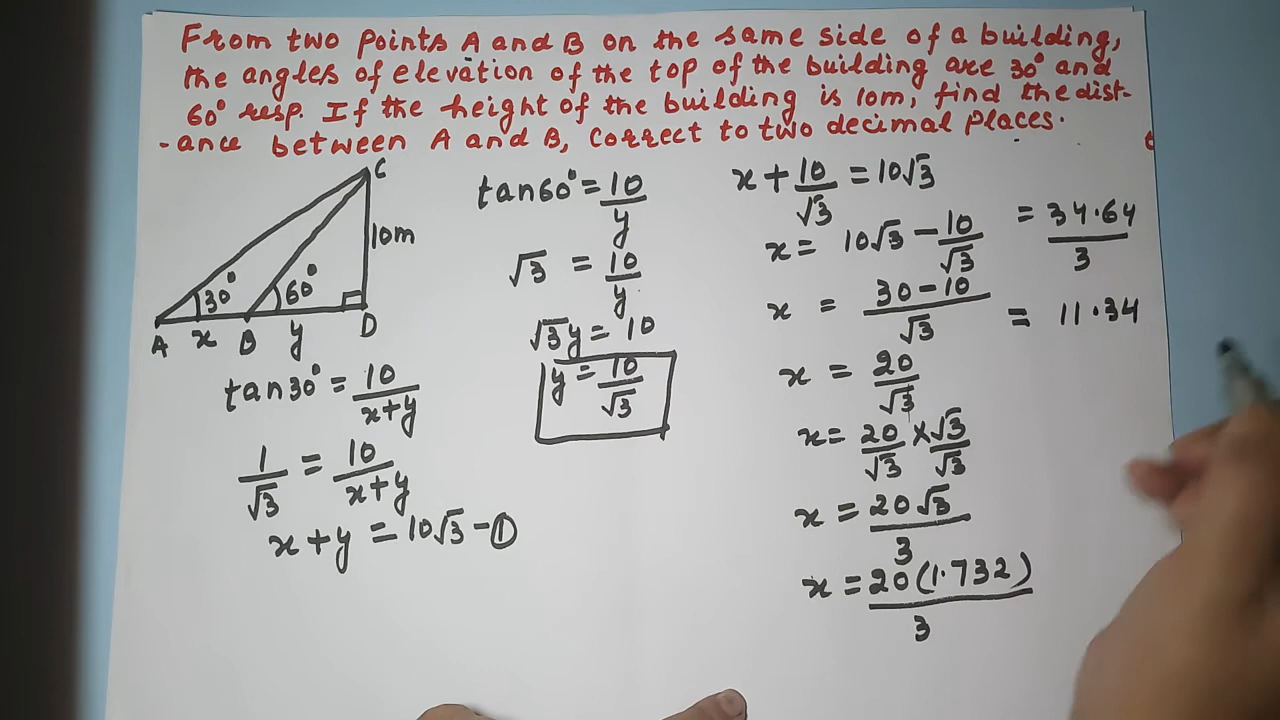 From two points A and B on the same side of a building,
the angles of elevation of the top of the building are 30° and
60° resp. If the height of the building is 10m, find the dist-
-ance between A and B, correct to two decimal places.
C
10m
30°
60°
A x B y D
tan30° = 10/(x+y)
1/√3 = 10/(x+y)
x+y = 10√3 - ①
tan60° = 10/y
√3 = 10/y
√3y = 10
y = 10/√3
x + 10/√3 = 10√3
x = 10√3 - 10/√3
x = (30-10)/√3
x = 20/√3
x = 20/√3 × √3/√3
x = 20√3/3
x = 20(1.732)/3
= 34.64/3
= 11.34